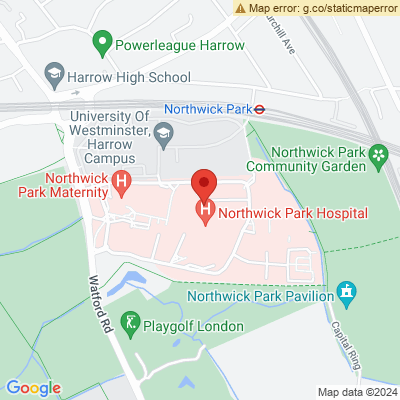 Map error: g.co/staticmaperror
Powerleague Harrow
Harrow High School
Northwick Park
University Of
Westminster,
Harrow
Campus
Northwick Park
Community Garden
Northwick
Park Maternity
H
H
Northwick Park Hospital
Northwick Park Pavilion
Watford Rd
Playgolf London
Capital Ring
Google
Map data ©2024